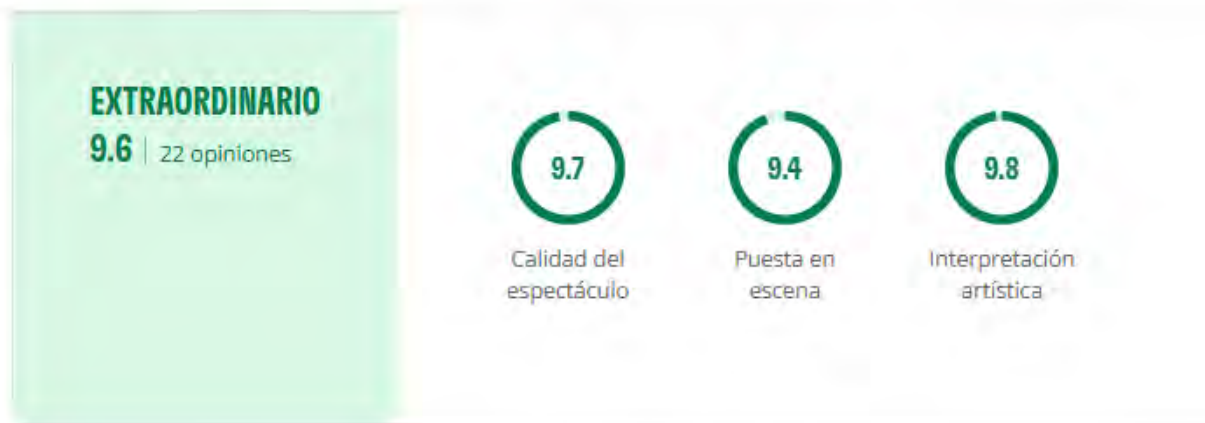 EXTRAORDINARIO
9.6 | 22 opiniones
9.7
Calidad del
espectáculo
9.4
Puesta en
escena
9.8
Interpretación
artística